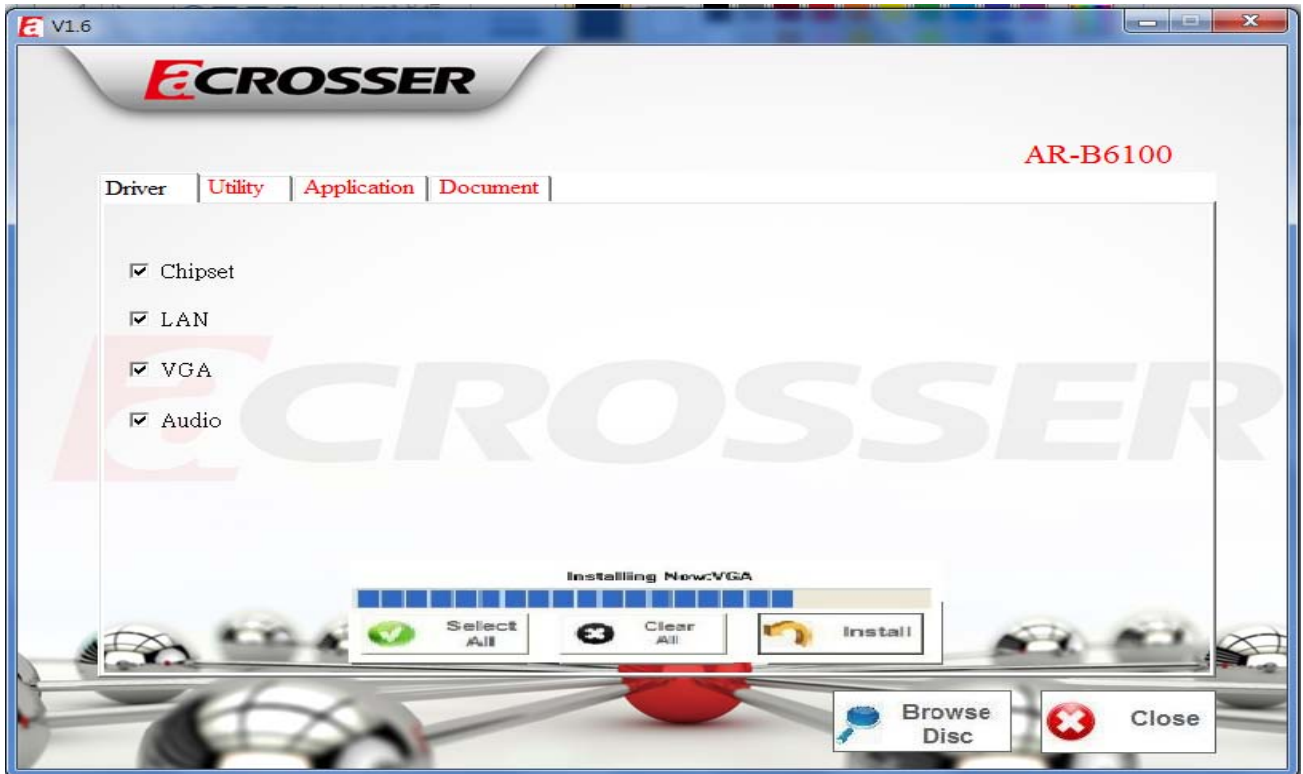 V1.6
aCROSSER
AR-B6100
Driver Utility Application Document
Chipset
LAN
VGA
Audio
aCROSSER
Installing Now:VGA
Select All
Clear All
Install
Browse Disc
Close